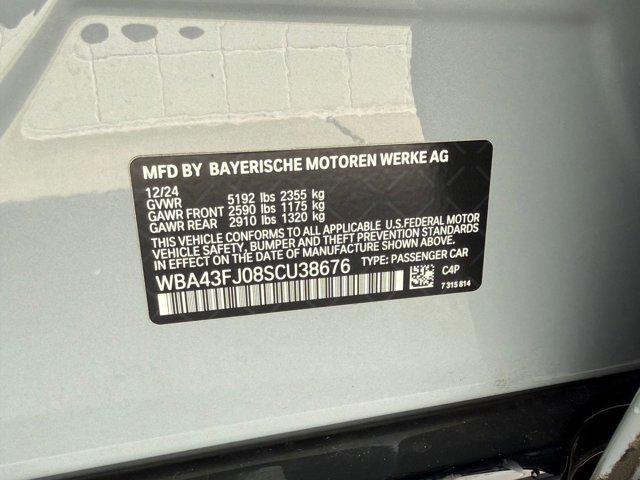 MFD BY BAYERISCHE MOTOREN WERKE AG
12/24
GVWR 5192 lbs 2355 kg
GAWR FRONT 2590 lbs 1175 kg
GAWR REAR 2910 lbs 1320 kg
THIS VEHICLE CONFORMS TO ALL APPLICABLE U.S.FEDERAL MOTOR
VEHICLE SAFETY, BUMPER AND THEFT PREVENTION STANDARDS
IN EFFECT ON THE DATE OF MANUFACTURE SHOWN ABOVE.
WBA43FJ08SCU38676 TYPE: PASSENGER CAR
C4P
7 315 814